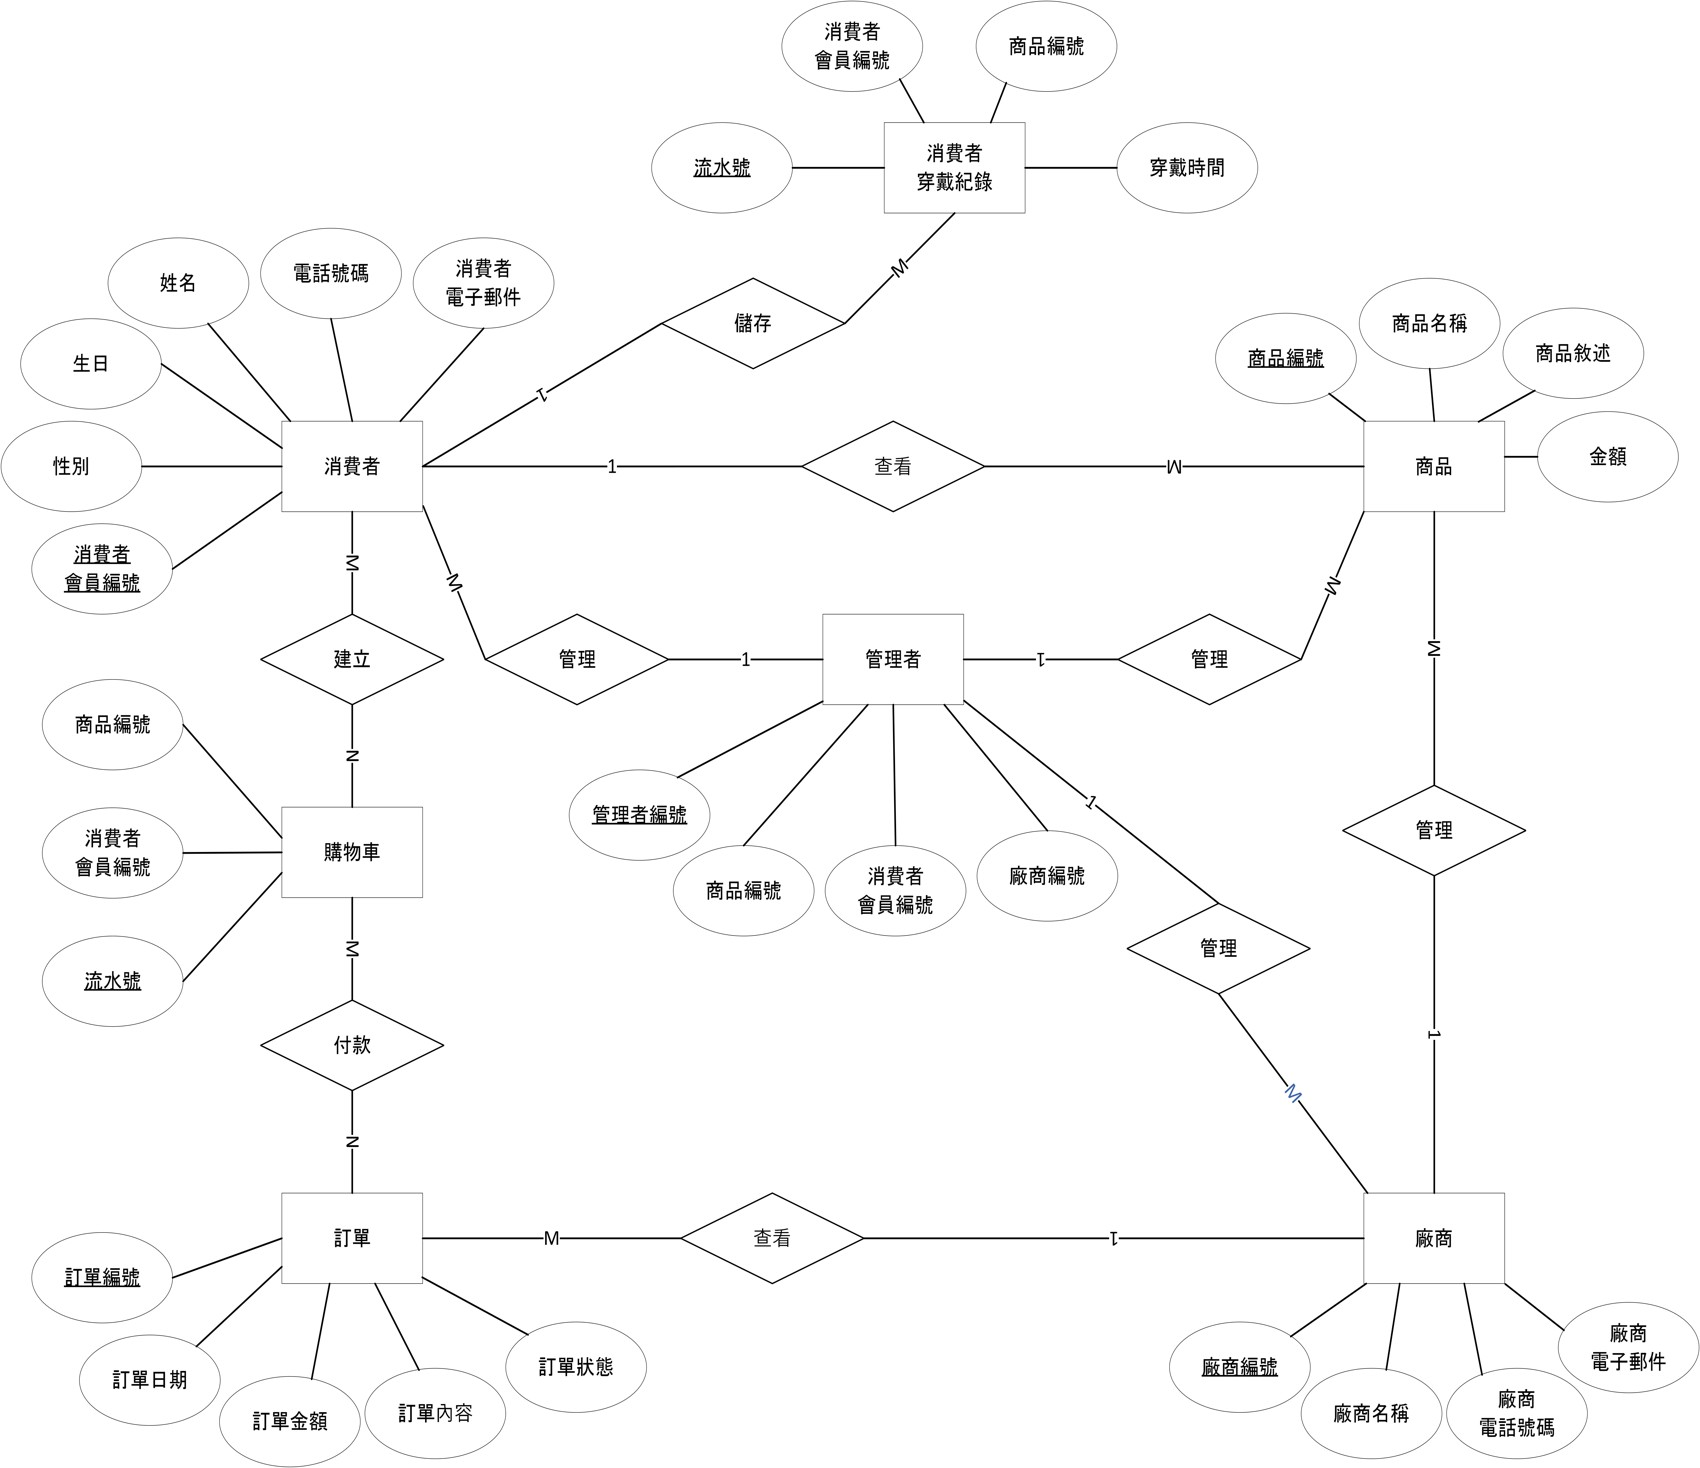 消費者
會員編號
商品編號
流水號
消費者
穿戴紀錄
穿戴時間
M
儲存
1
姓名
電話號碼
消費者
電子郵件
生日
性別
消費者
會員編號
消費者
1
查看
M
商品編號
商品名稱
商品敘述
金額
商品
M
建立
N
M
管理
1
管理者
1
管理
M
M
管理
1
商品編號
消費者
會員編號
流水號
購物車
管理者編號
商品編號
消費者
會員編號
廠商編號
1
管理
M
M
付款
N
訂單
M
查看
1
廠商
訂單編號
訂單日期
訂單金額
訂單內容
訂單狀態
廠商編號
廠商名稱
廠商
電話號碼
廠商
電子郵件